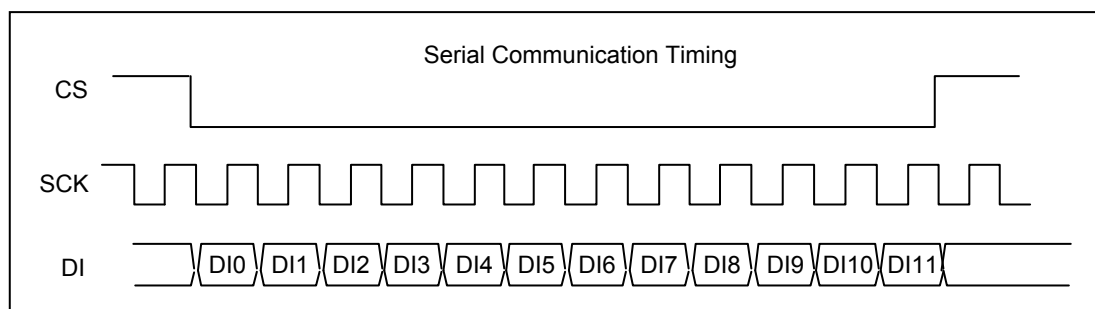 Serial Communication Timing
CS
SCK
DI
DI0 DI1 DI2 DI3 DI4 DI5 DI6 DI7 DI8 DI9 DI10 DI11